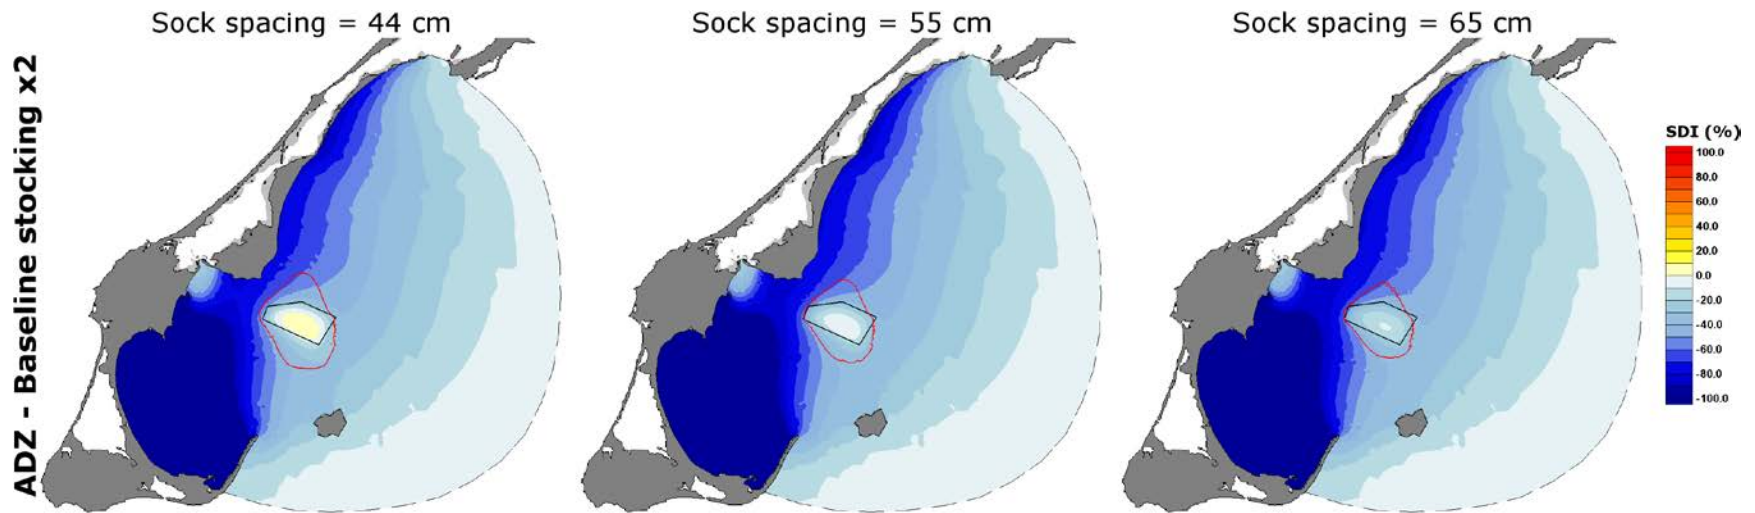 Sock spacing = 44 cm
Sock spacing = 55 cm
Sock spacing = 65 cm
ADZ - Baseline stocking x2
SDI (%)
100.0
80.0
60.0
40.0
20.0
0.0
-20.0
-40.0
-60.0
-80.0
-100.0